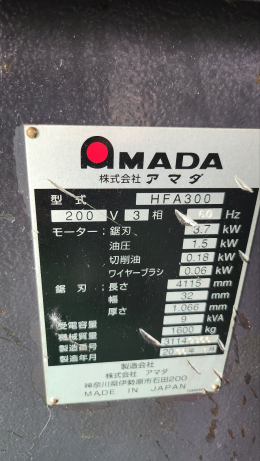 AMADA
株式会社 アマダ
型式 HFA300
200 V 3 相 60 Hz
モーター:鋸刃 3.7 kW
油圧 1.5 kW
切削油 0.18 kW
ワイヤーブラシ 0.06 kW
鋸刃:長さ 4115 mm
幅 32 mm
厚さ 1.066 mm
受電容量 9 kVA
機械質量 1600 kg
製造番号 3114
製造年月 20
製造会社
株式会社 アマダ
神奈川県伊勢原市石田200
MADE IN JAPAN